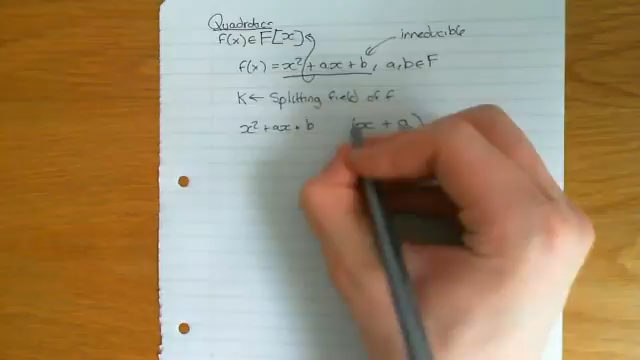 Quadratics
f(x) ∈ F[x]
irreducible
f(x) = x² + ax + b, a, b ∈ F
K ← Splitting field of f
x² + ax + b (x + a)